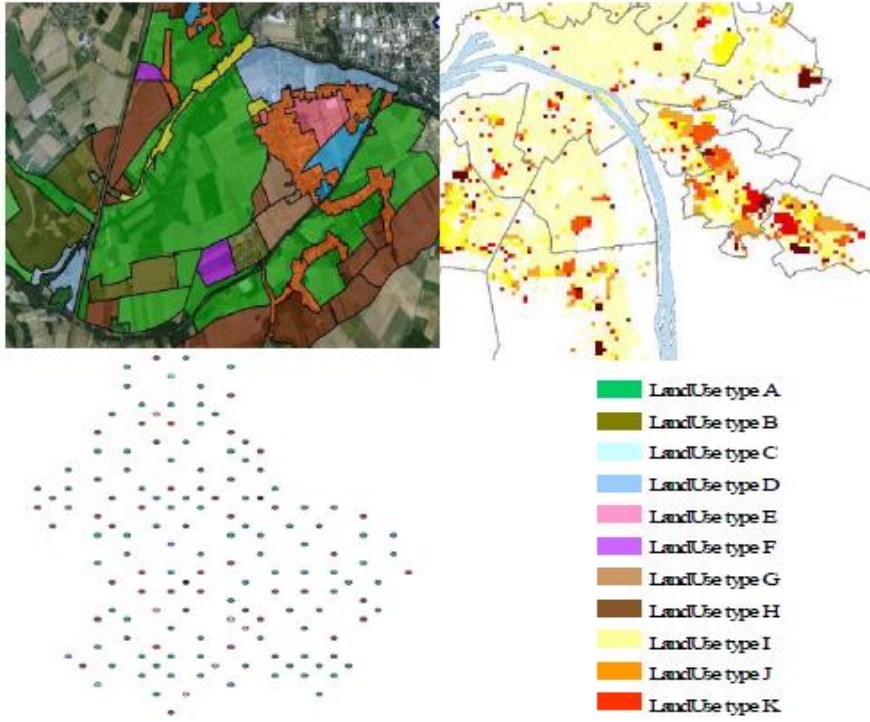 LandUse type A
LandUse type B
LandUse type C
LandUse type D
LandUse type E
LandUse type F
LandUse type G
LandUse type H
LandUse type I
LandUse type J
LandUse type K